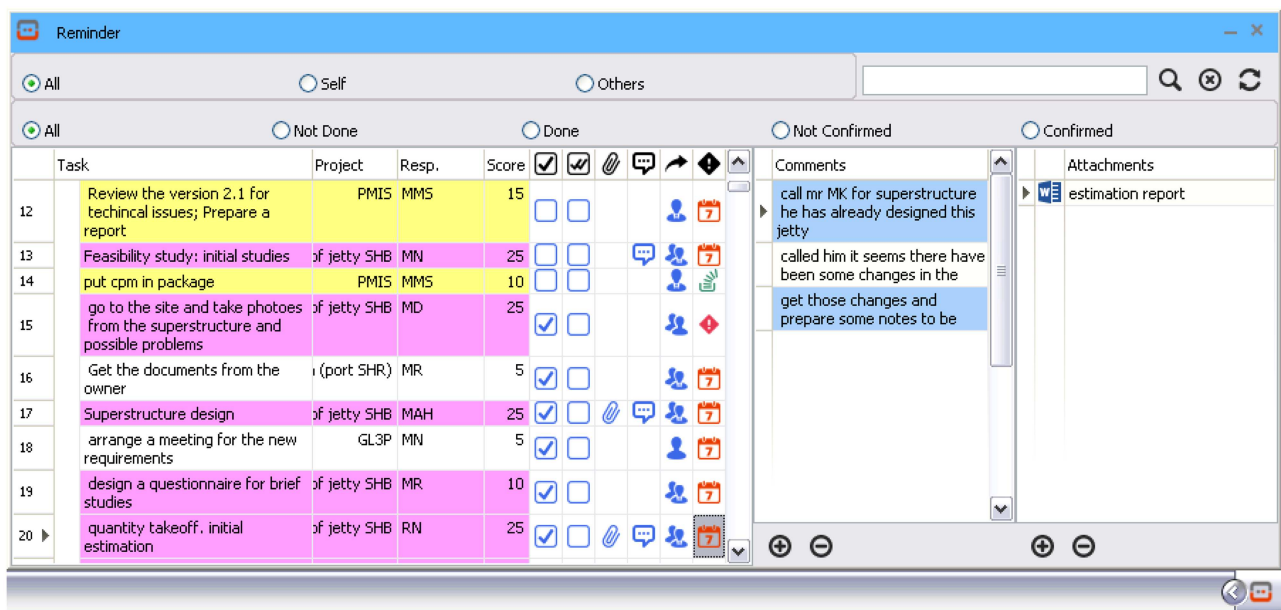 Reminder
All Self Others
All Not Done Done Not Confirmed Confirmed
Task Project Resp. Score Comments Attachments
12 Review the version 2.1 for PMIS MMS 15
techincal issues; Prepare a
report
13 Feasibility study: initial studies of jetty SHB MN 25
14 put cpm in package PMIS MMS 10
15 go to the site and take photoes of jetty SHB MD 25
from the superstructure and
possible problems
16 Get the documents from the (port SHR) MR 5
owner
17 Superstructure design of jetty SHB MAH 25
18 arrange a meeting for the new GL3P MN 5
requirements
19 design a questionnaire for brief of jetty SHB MR 10
studies
20 quantity takeoff. initial of jetty SHB RN 25
estimation
call mr MK for superstructure
he has already designed this
jetty
called him it seems there have
been some changes in the
get those changes and
prepare some notes to be
W estimation report
7
7
7
7
7
7
7